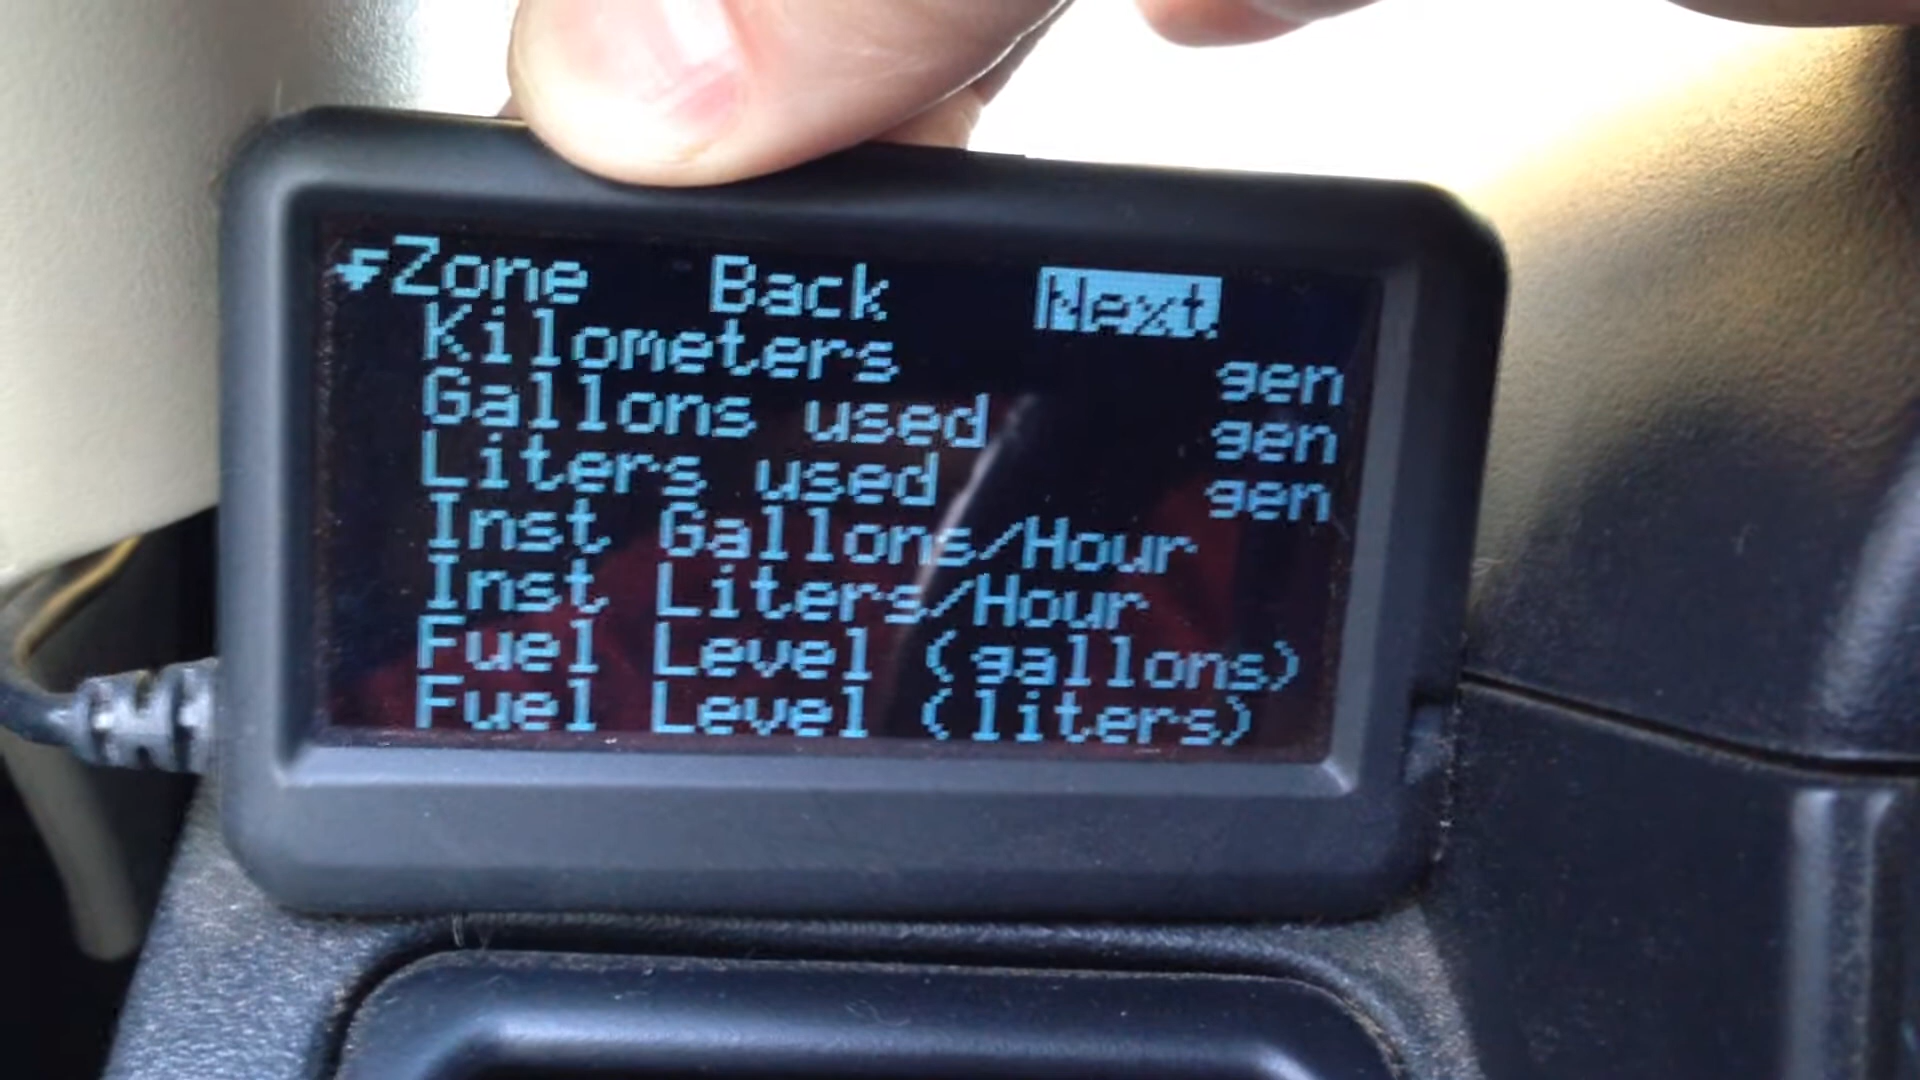 Zone Back Next
Kilometers gen
Gallons used gen
Liters used gen
Inst Gallons/Hour
Inst Liters/Hour
Fuel Level (gallons)
Fuel Level (liters)